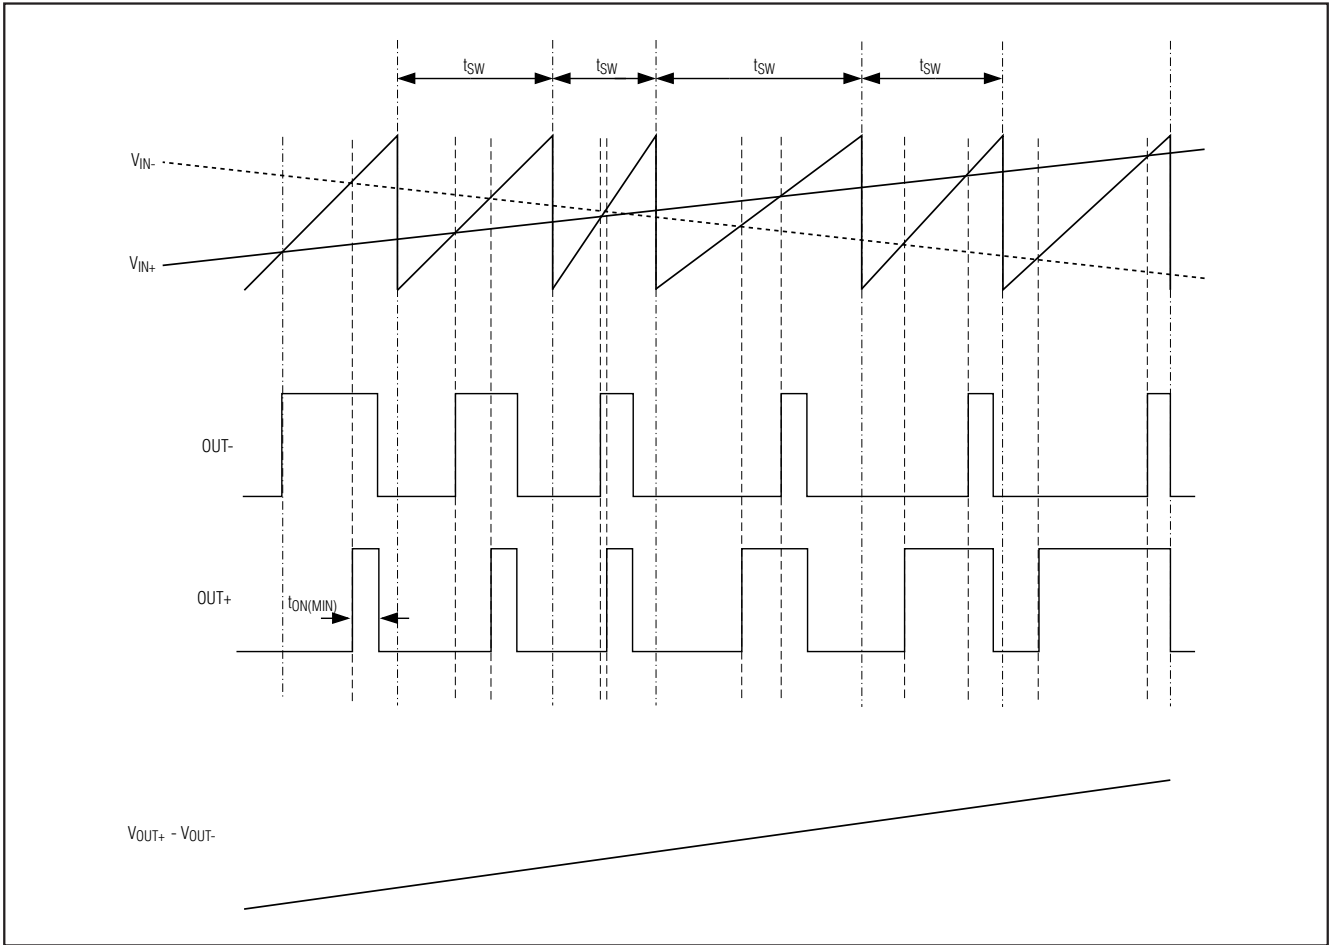 tSW tSW tSW tSW
VIN-
VIN+
OUT-
OUT+
tON(MIN)
VOUT+ - VOUT-